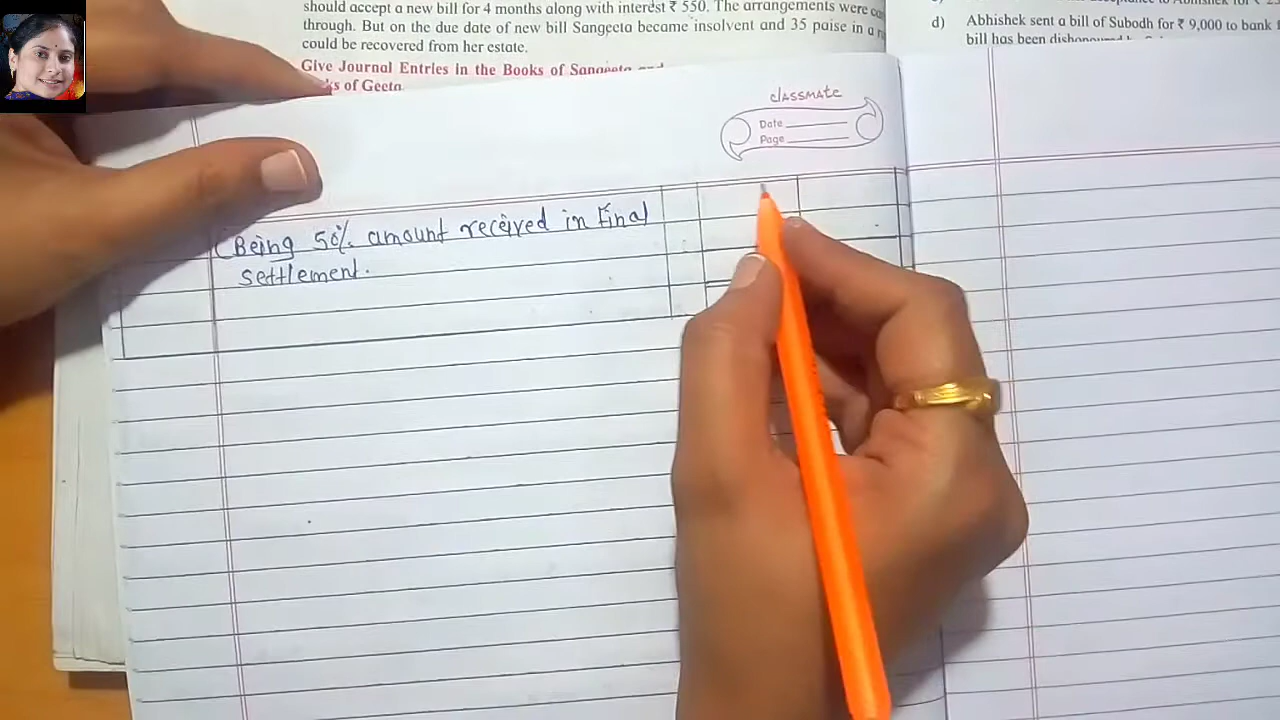 should accept a new bill for 4 months along with interest ₹ 550. The arrangements were
through. But on the due date of new bill Sangeeta became insolvent and 35 paise in a
could be recovered from her estate.
Give Journal Entries in the Books of Sangeeta and
of Geeta.
d) Abhishek sent a bill of Subodh for ₹ 9,000 to bank
bill has been dishonoured
classmate
Date
Page
(Being 50% amount received in Final
settlement.